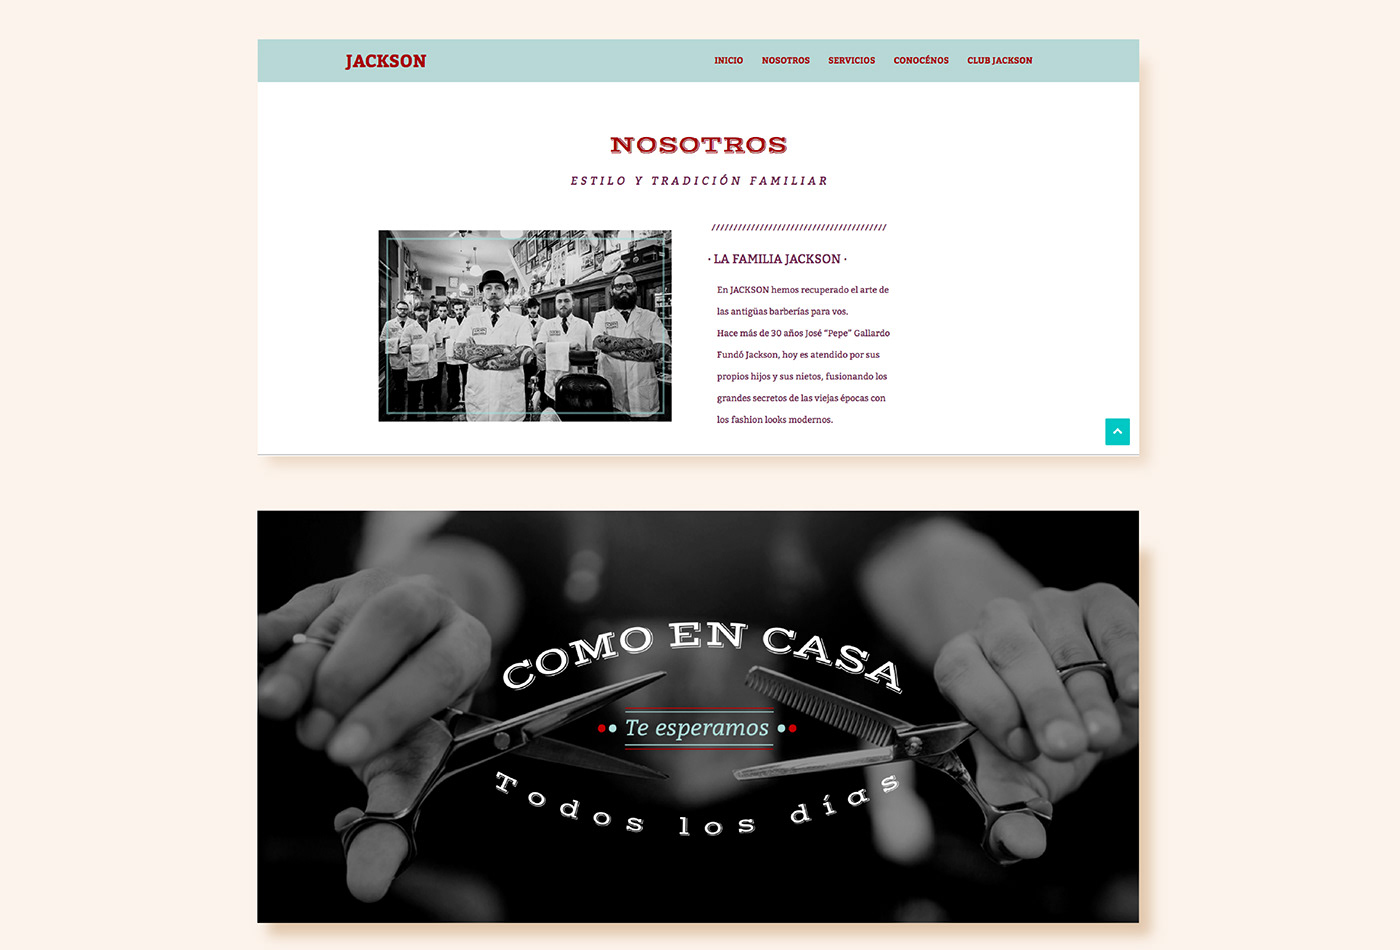 JACKSON
INICIO NOSOTROS SERVICIOS CONOCÉNOS CLUB JACKSON
NOSOTROS
ESTILO Y TRADICIÓN FAMILIAR
////////////////////////////////////////
· LA FAMILIA JACKSON ·
En JACKSON hemos recuperado el arte de
las antigüas barberías para vos.
Hace más de 30 años José "Pepe" Gallardo
Fundó Jackson, hoy es atendido por sus
propios hijos y sus nietos, fusionando los
grandes secretos de las viejas épocas con
los fashion looks modernos.
COMO EN CASA
Te esperamos
Todos los días